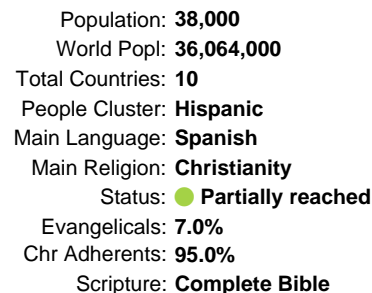 Population: 38,000
World Popl: 36,064,000
Total Countries: 10
People Cluster: Hispanic
Main Language: Spanish
Main Religion: Christianity
Status: Partially reached
Evangelicals: 7.0%
Chr Adherents: 95.0%
Scripture: Complete Bible